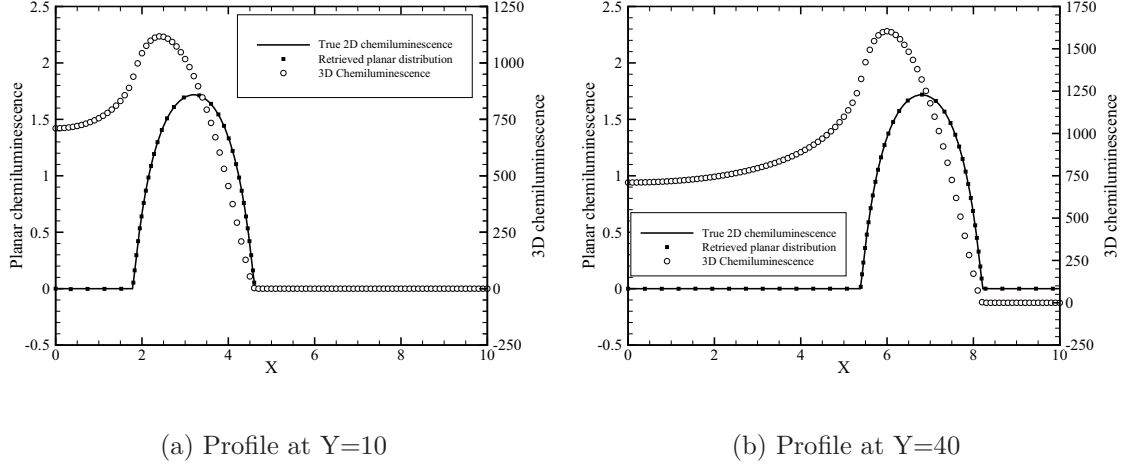 2.5
2
1.5
1
0.5
0
-0.5
Planar chemiluminescence
1250
1000
750
500
250
0
-250
3D chemiluminescence
True 2D chemiluminescence
Retrieved planar distribution
3D Chemiluminescence
0 2 4 6 8 10
X
(a) Profile at Y=10
2.5
2
1.5
1
0.5
0
-0.5
Planar chemiluminescence
1750
1500
1250
1000
750
500
250
0
-250
3D chemiluminescence
True 2D chemiluminescence
Retrieved planar distribution
3D Chemiluminescence
0 2 4 6 8 10
X
(b) Profile at Y=40